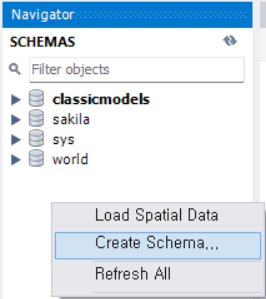 Navigator
SCHEMAS
Filter objects
classicmodels
sakila
sys
world
Load Spatial Data
Create Schema...
Refresh All